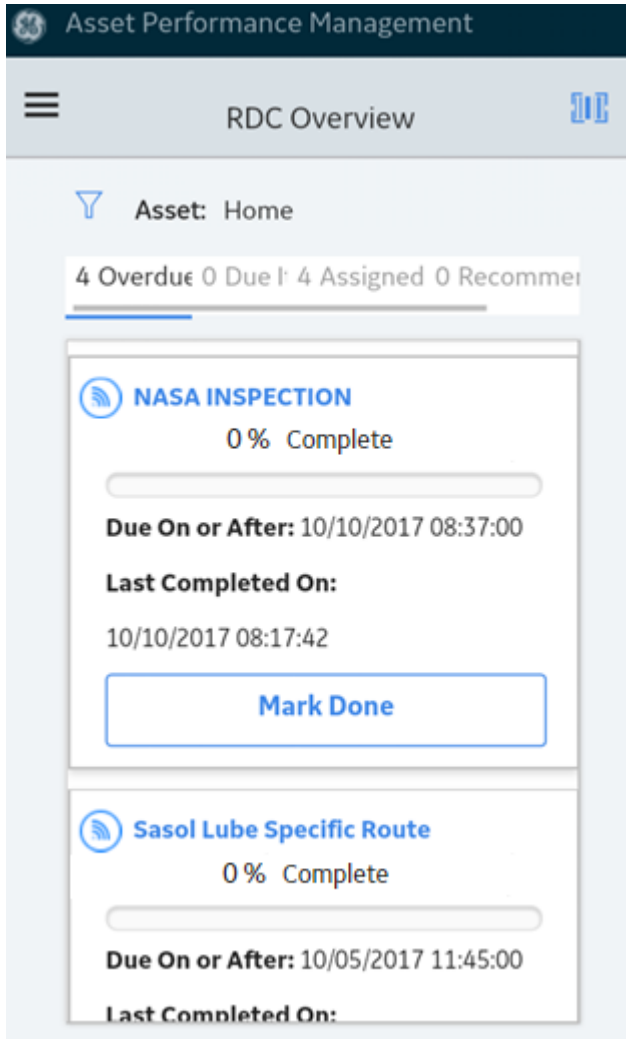 Asset Performance Management
RDC Overview
Asset: Home
4 Overdue 0 Due 4 Assigned 0 Recommen
NASA INSPECTION
0 % Complete
Due On or After: 10/10/2017 08:37:00
Last Completed On:
10/10/2017 08:17:42
Mark Done
Sasol Lube Specific Route
0 % Complete
Due On or After: 10/05/2017 11:45:00
Last Completed On: